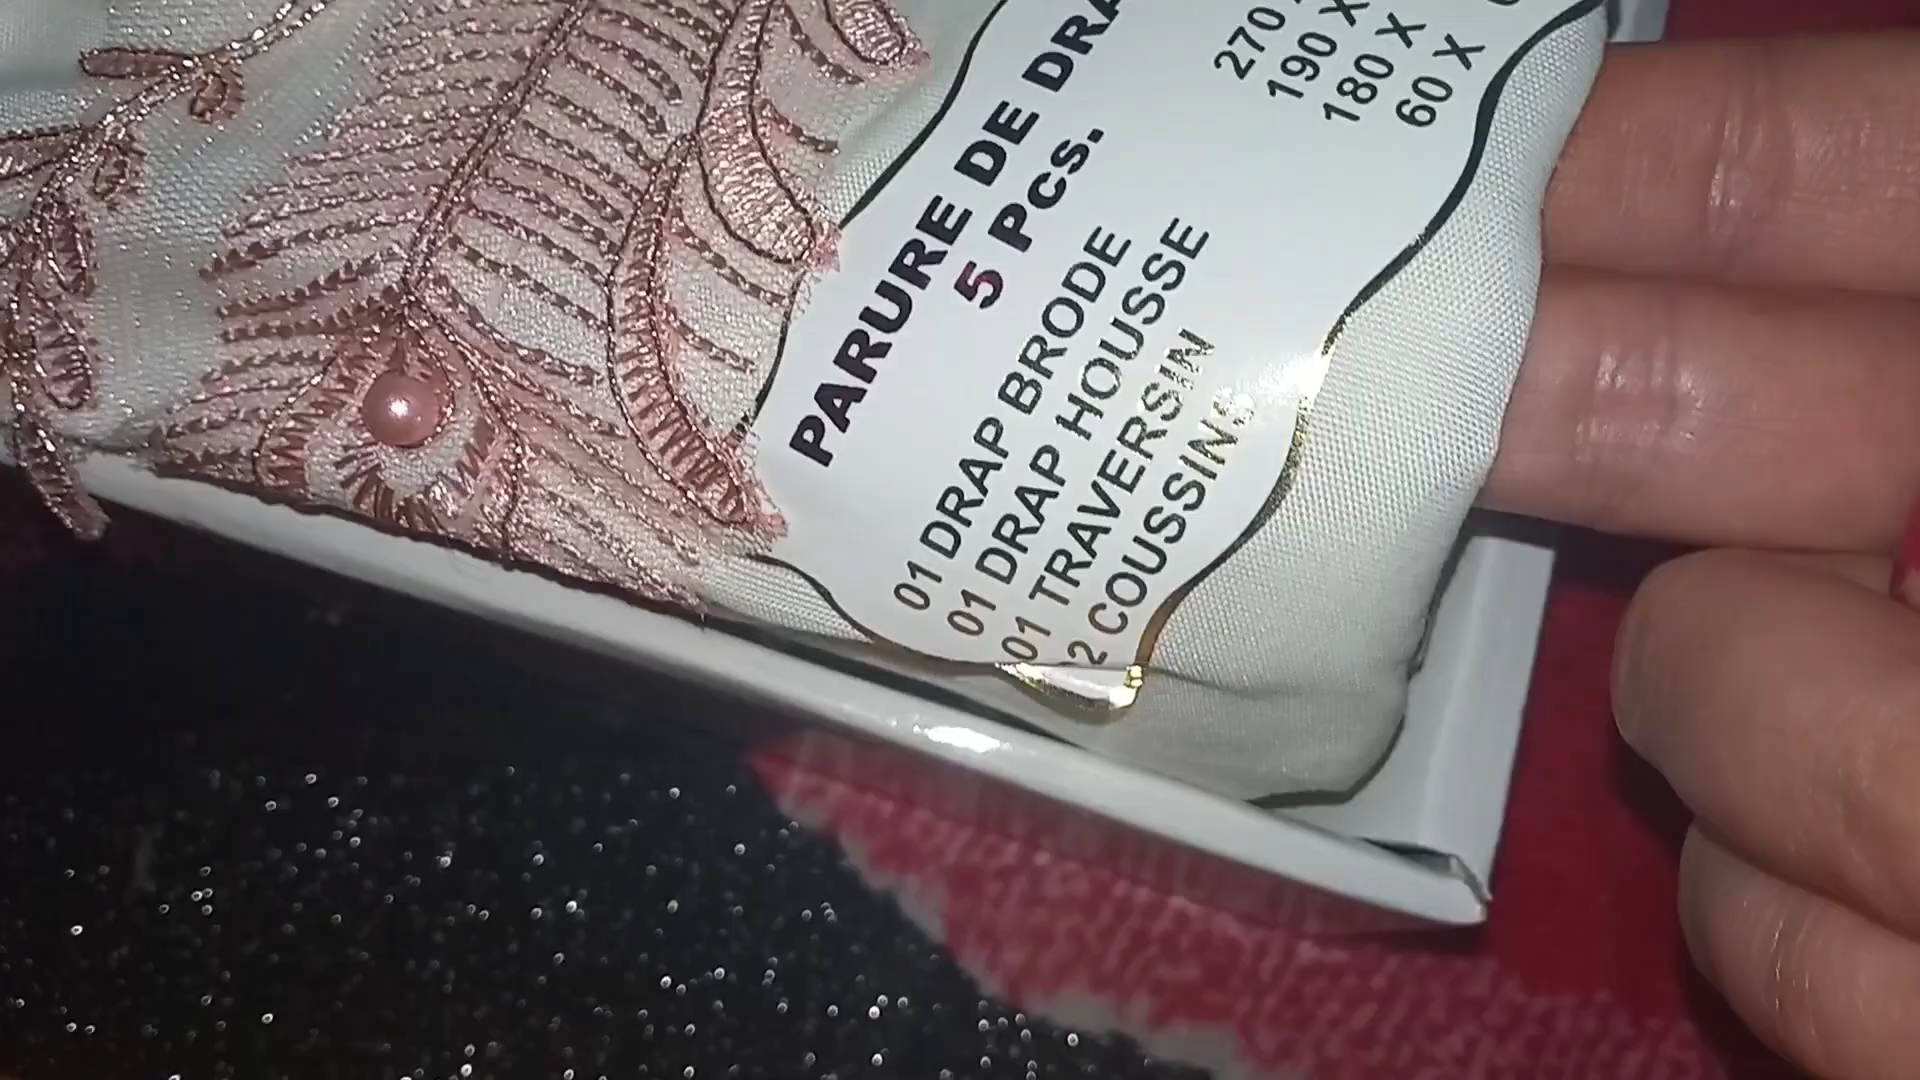 PARURE DE DRA
5 Pcs.
01 DRAP BRODE 270
01 DRAP HOUSSE 190 X
01 TRAVERSIN 180 X
2 COUSSINS 60 X